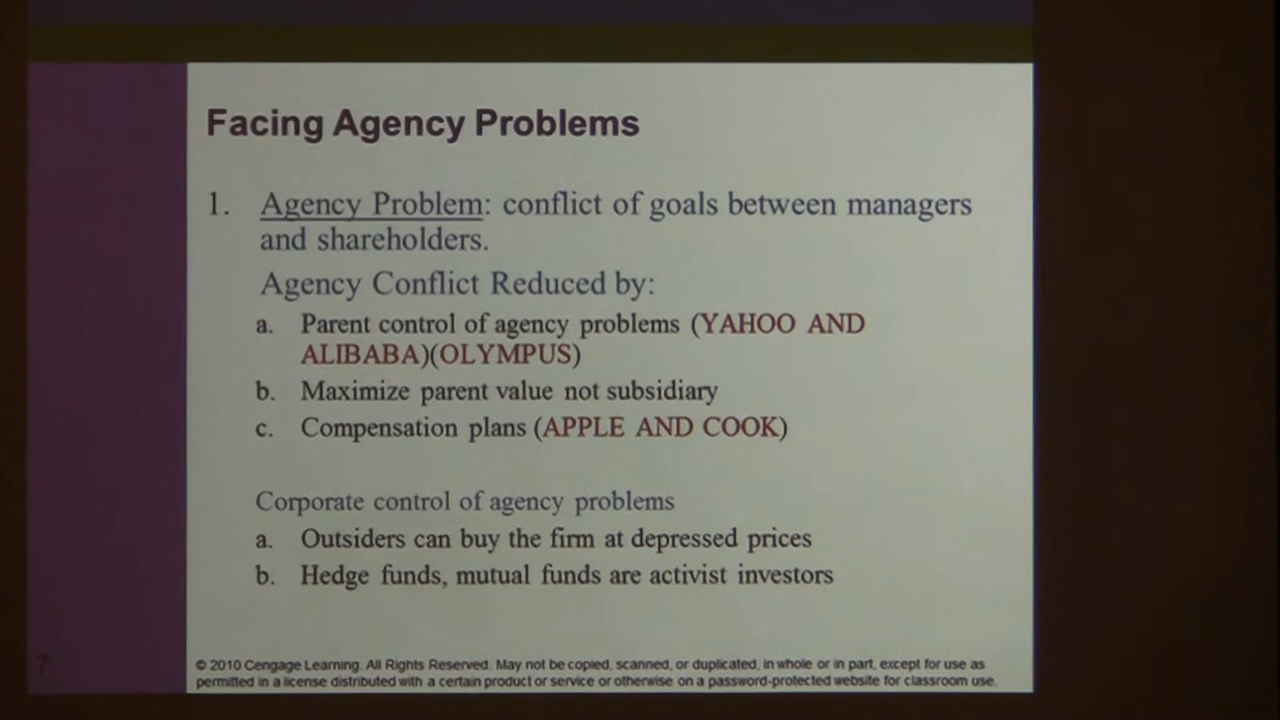 Facing Agency Problems
1. Agency Problem: conflict of goals between managers
and shareholders.
Agency Conflict Reduced by:
a. Parent control of agency problems (YAHOO AND
ALIBABA)(OLYMPUS)
b. Maximize parent value not subsidiary
c. Compensation plans (APPLE AND COOK)
Corporate control of agency problems
a. Outsiders can buy the firm at depressed prices
b. Hedge funds, mutual funds are activist investors
7
© 2010 Cengage Learning. All Rights Reserved. May not be copied, scanned, or duplicated, in whole or in part, except for use as
permitted in a license distributed with a certain product or service or otherwise on a password-protected website for classroom use.